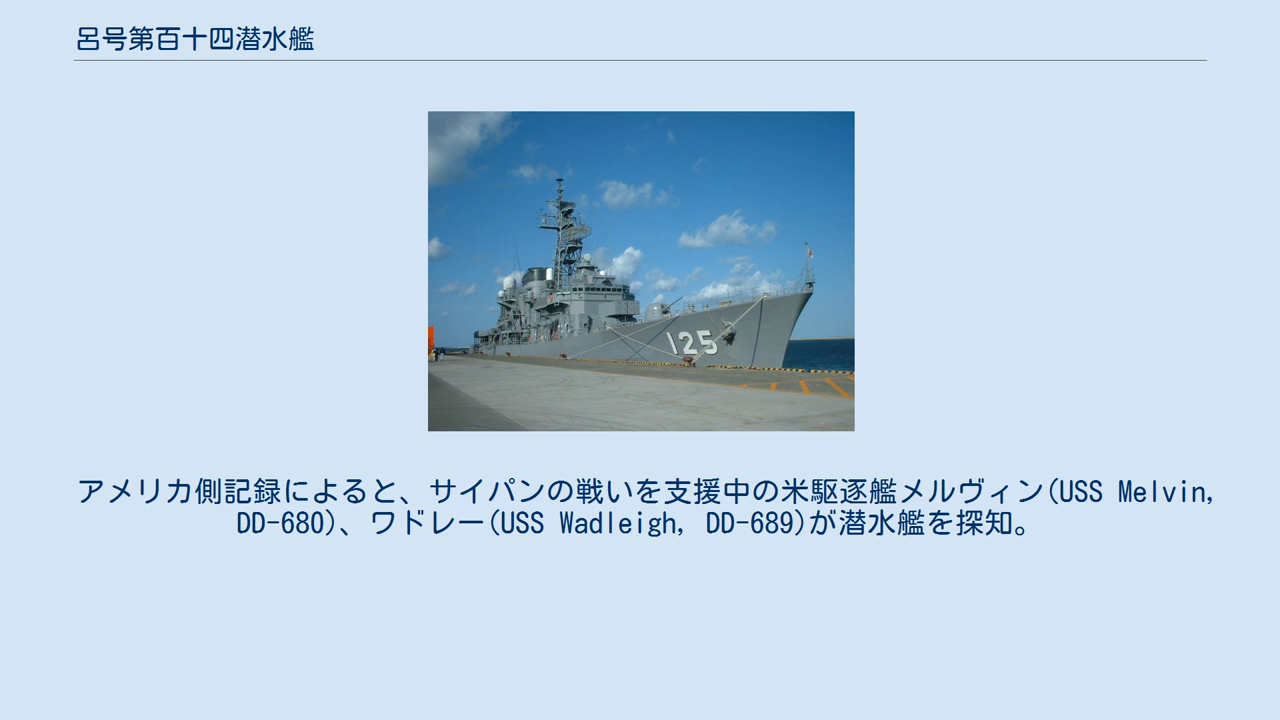 呂号第百十四潜水艦
125
アメリカ側記録によると、サイパンの戦いを支援中の米駆逐艦メルヴィン(USS Melvin,
DD-680)、ワドレー(USS Wadleigh, DD-689)が潜水艦を探知。